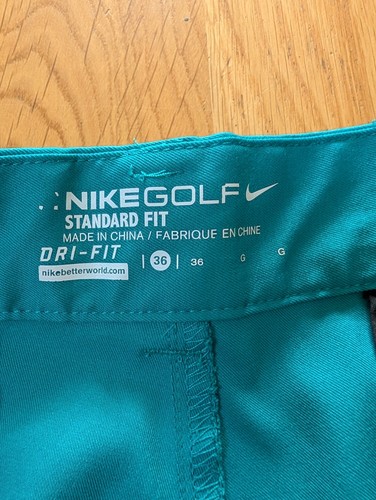 NIKEGOLF
STANDARD FIT
MADE IN CHINA / FABRIQUE EN CHINE
DRI-FIT
nikebetterworld.com
| 36 | 36 G G